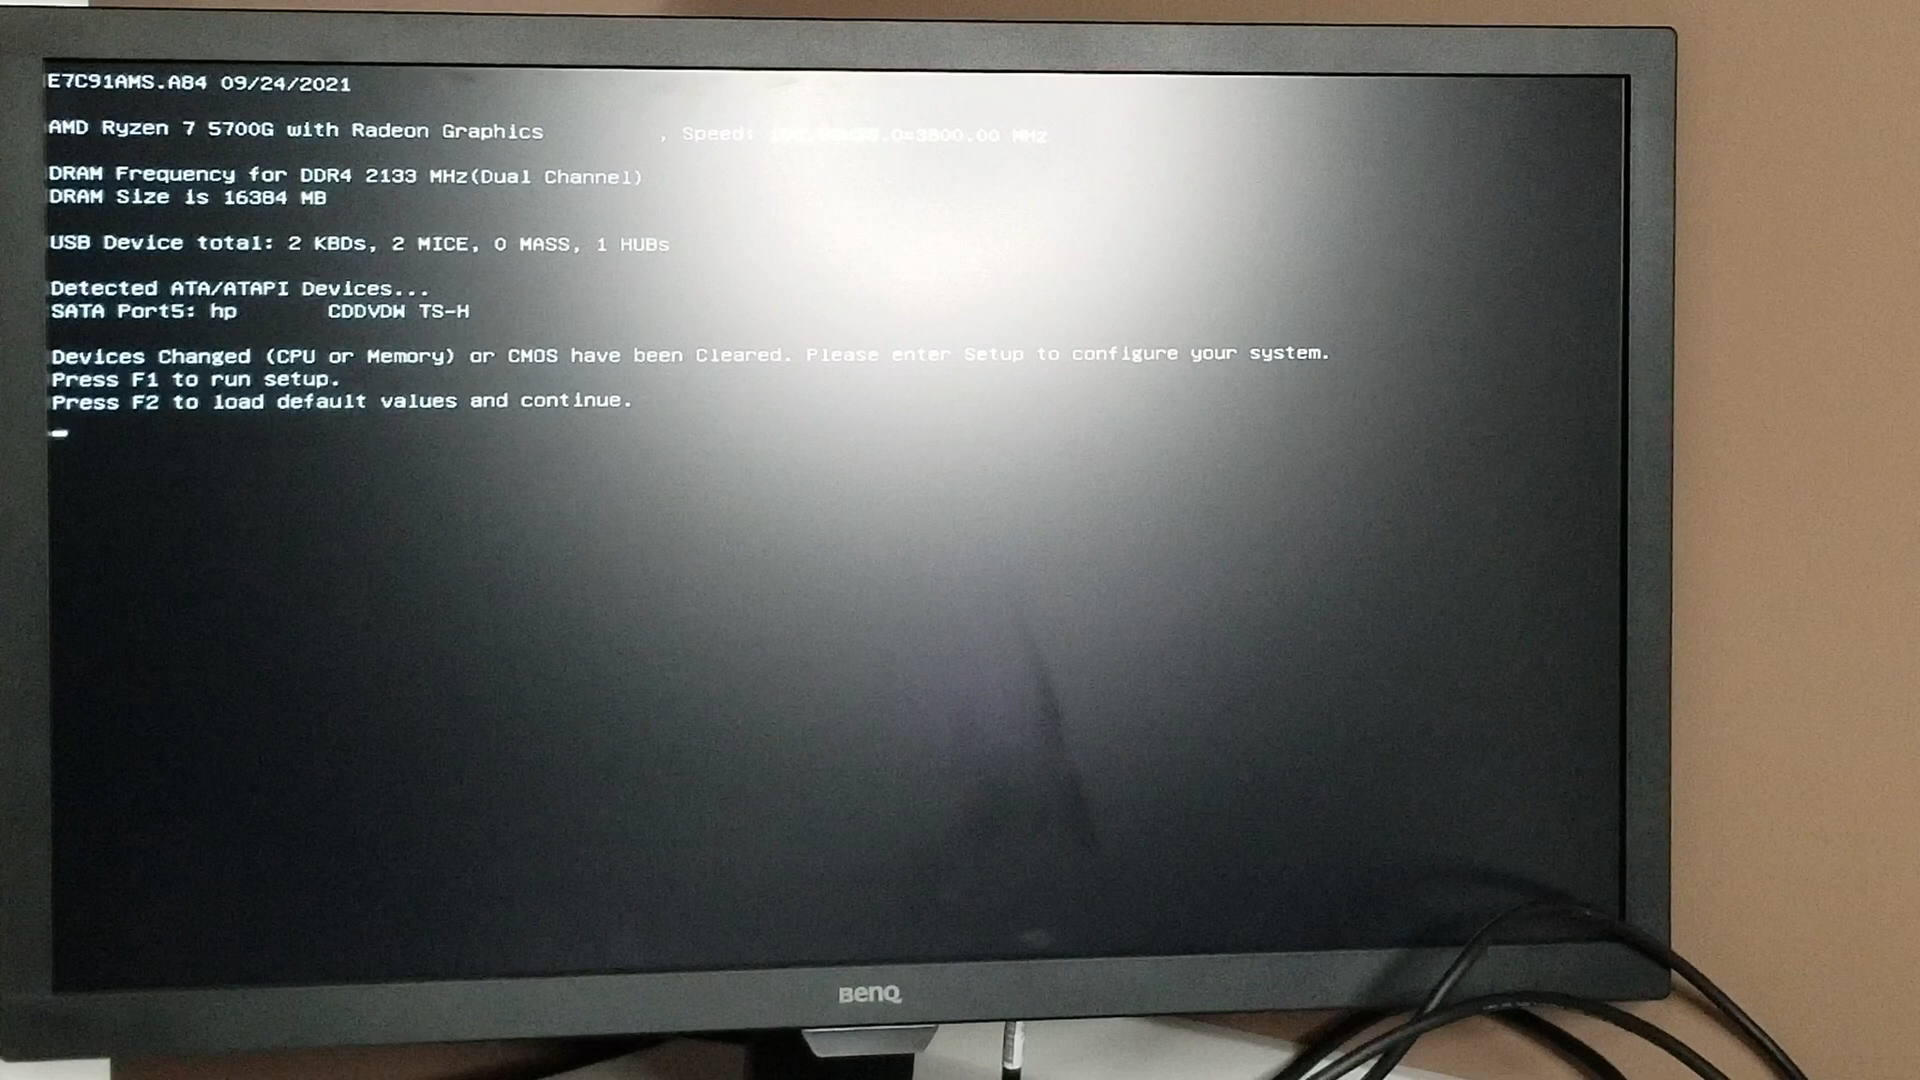 E7C91AMS.A84 09/24/2021
AMD Ryzen 7 5700G with Radeon Graphics , Speed: MHz
DRAM Frequency for DDR4 2133 MHz(Dual Channel)
DRAM Size is 16384 MB
USB Device total: 2 KBDs, 2 MICE, 0 MASS, 1 HUBs
Detected ATA/ATAPI Devices...
SATA Port5: hp CDDVDW TS-H
Devices Changed (CPU or Memory) or CMOS have been Cleared. Please enter Setup to configure your system.
Press F1 to run setup.
Press F2 to load default values and continue.
BenQ